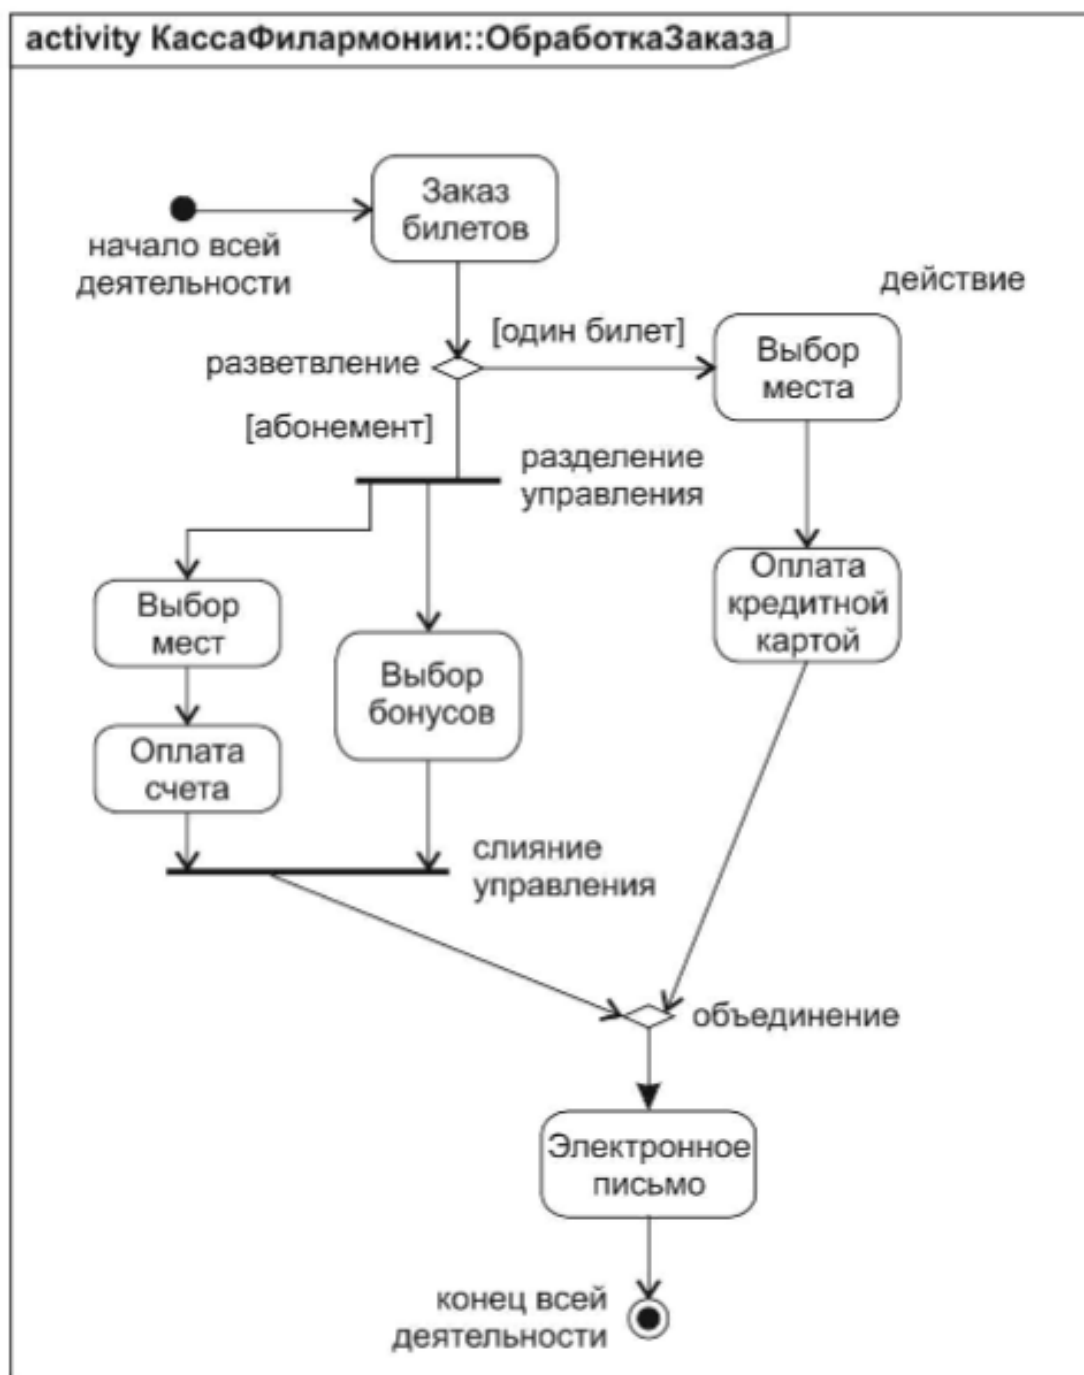 activity КассаФилармонии::ОбработкаЗаказа
Заказ
билетов
начало всей
деятельности
действие
[один билет]
Выбор
места
разветвление
[абонемент]
разделение
управления
Выбор
мест
Оплата
кредитной
картой
Выбор
бонусов
Оплата
счета
слияние
управления
объединение
Электронное
письмо
конец всей
деятельности